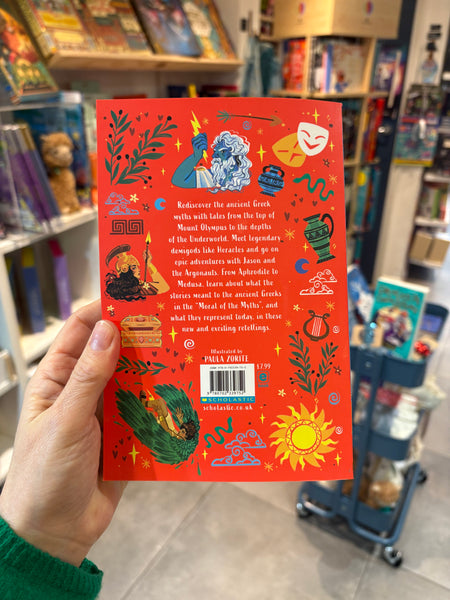 Rediscover the ancient Greek
myths with tales from the top of
Mount Olympus to the depths
of the Underworld. Meet legendary
demigods like Heracles and go on
epic adventures with Jason and
the Argonauts. From Aphrodite to
Medusa, learn about what the
stories meant to the ancient Greeks
in the "Moral of the Myths", and
what they represent today, in these
new and exciting retellings.
Illustrated by
PAULA ZORITE
£7.99
SCHOLASTIC
scholastic.co.uk